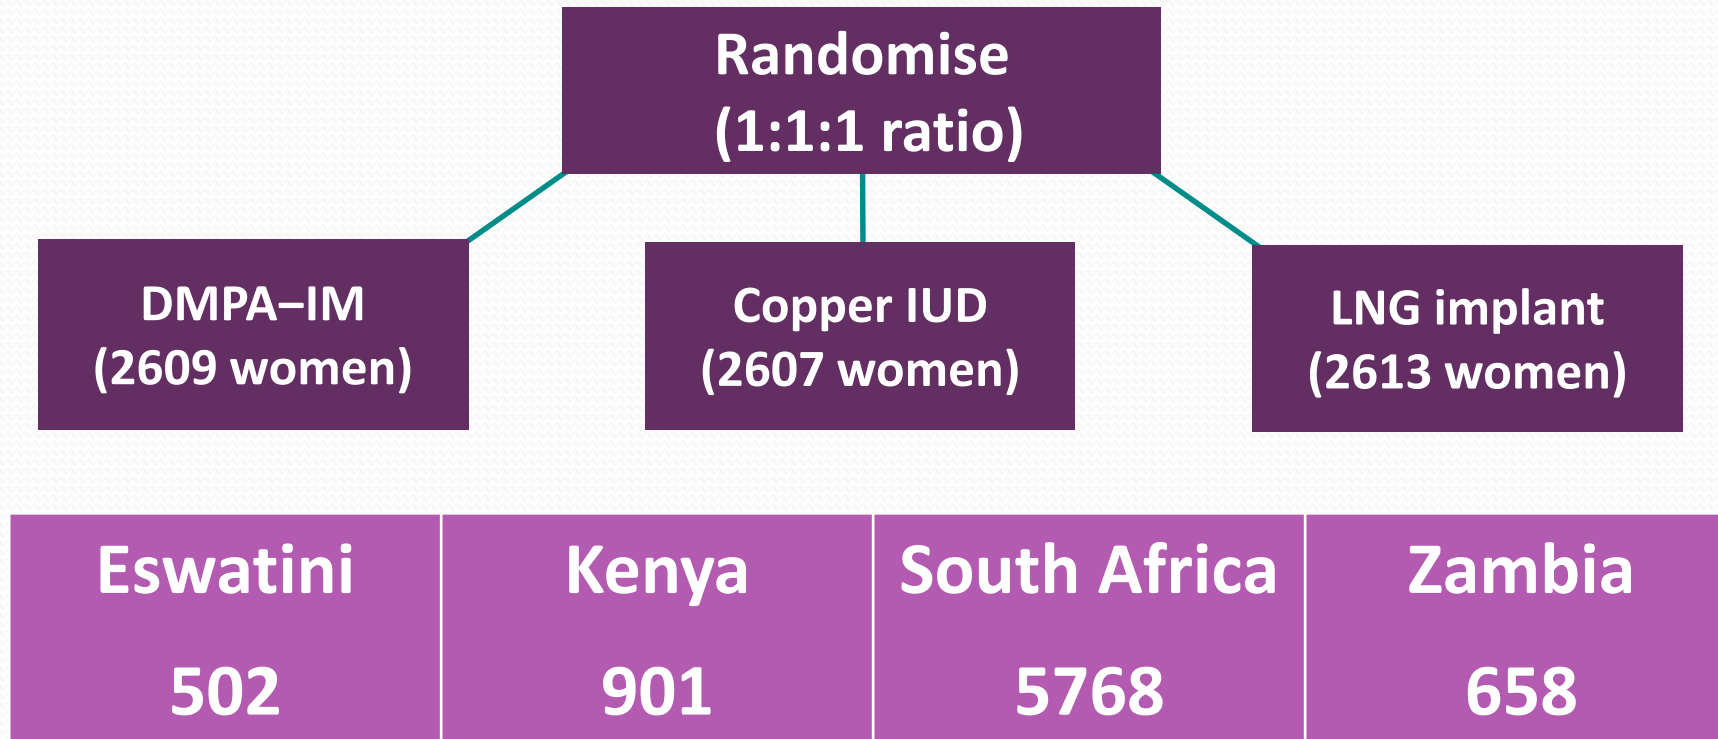 Randomise
(1:1:1 ratio)
DMPA–IM
(2609 women)
Copper IUD
(2607 women)
LNG implant
(2613 women)
Eswatini Kenya South Africa Zambia
502 901 5768 658